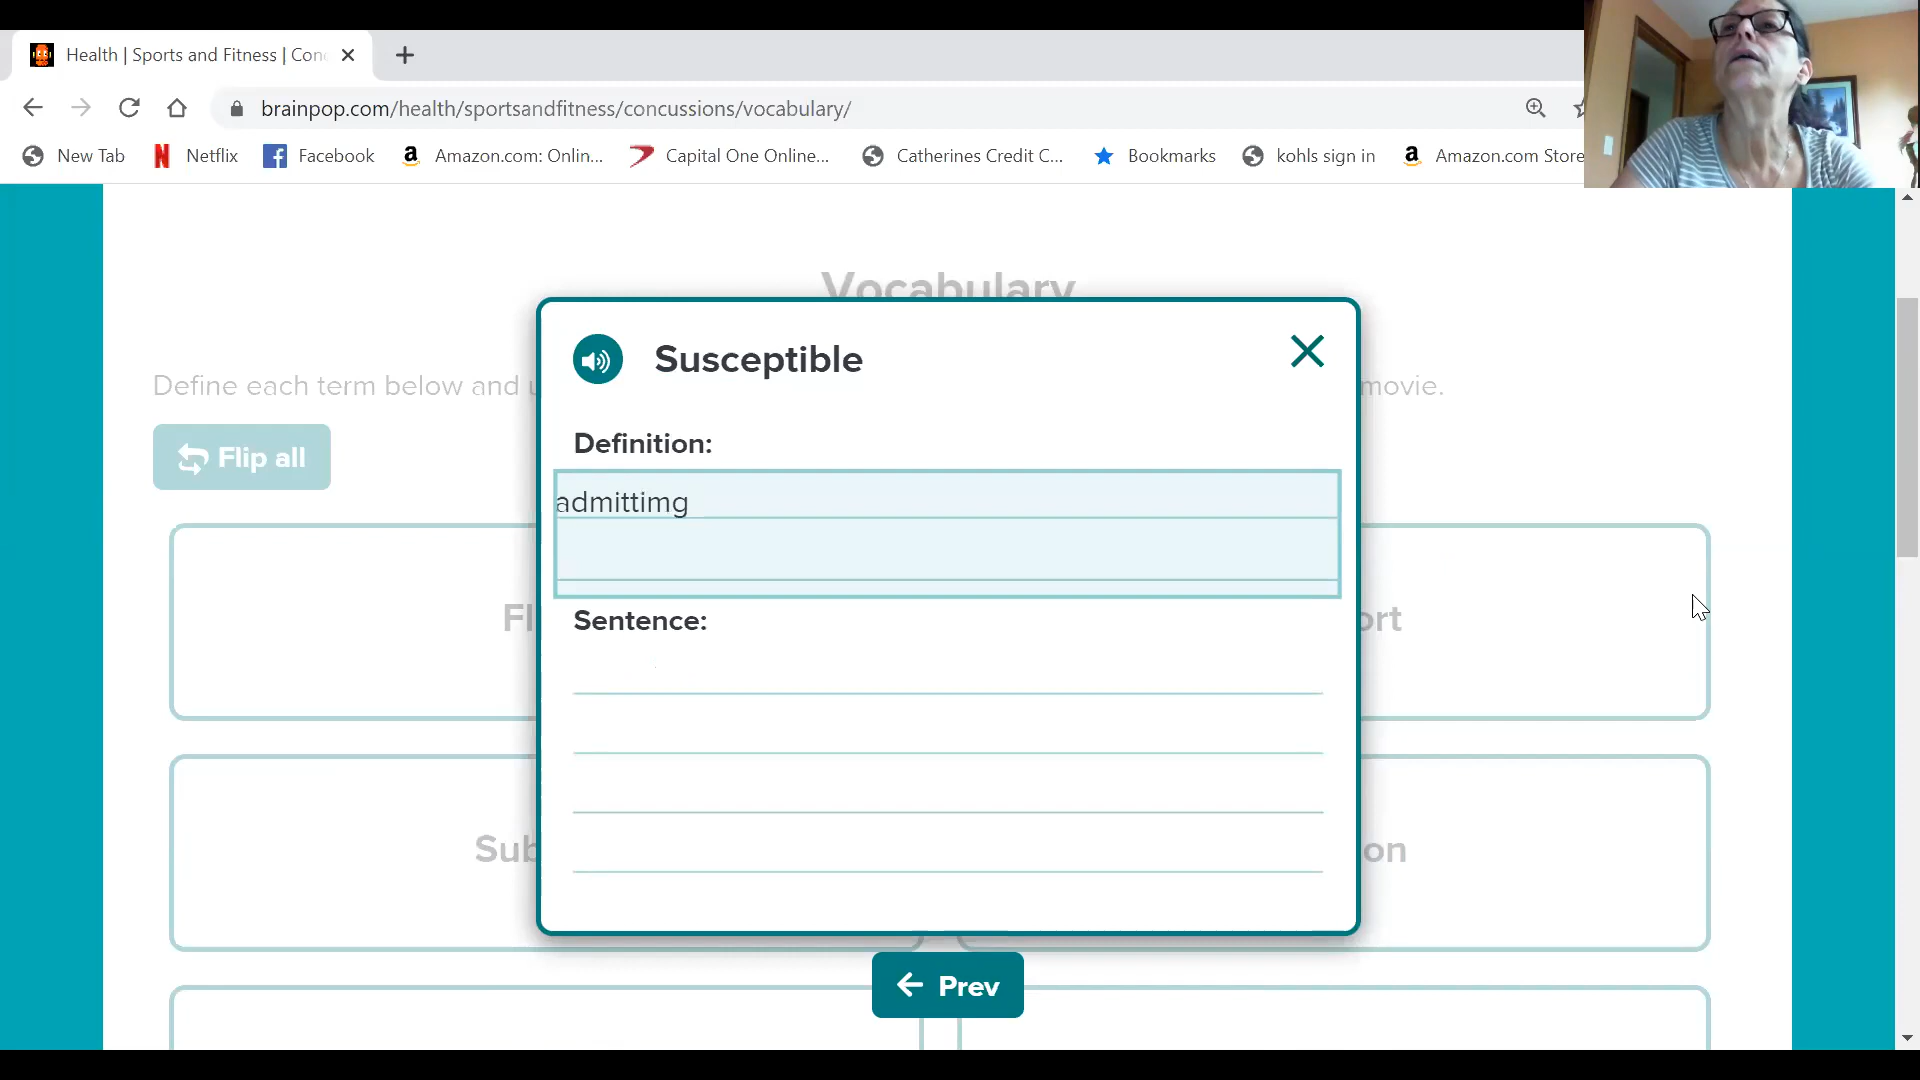 Health | Sports and Fitness | Con
brainpop.com/health/sportsandfitness/concussions/vocabulary/
New Tab Netflix Facebook Amazon.com: Onlin... Capital One Online... Catherines Credit C... Bookmarks kohls sign in Amazon.com Store
Vocabulary
Define each term below and u movie.
Flip all
Susceptible
Definition:
admittimg
Sentence:
Fl ort
Sub on
Prev